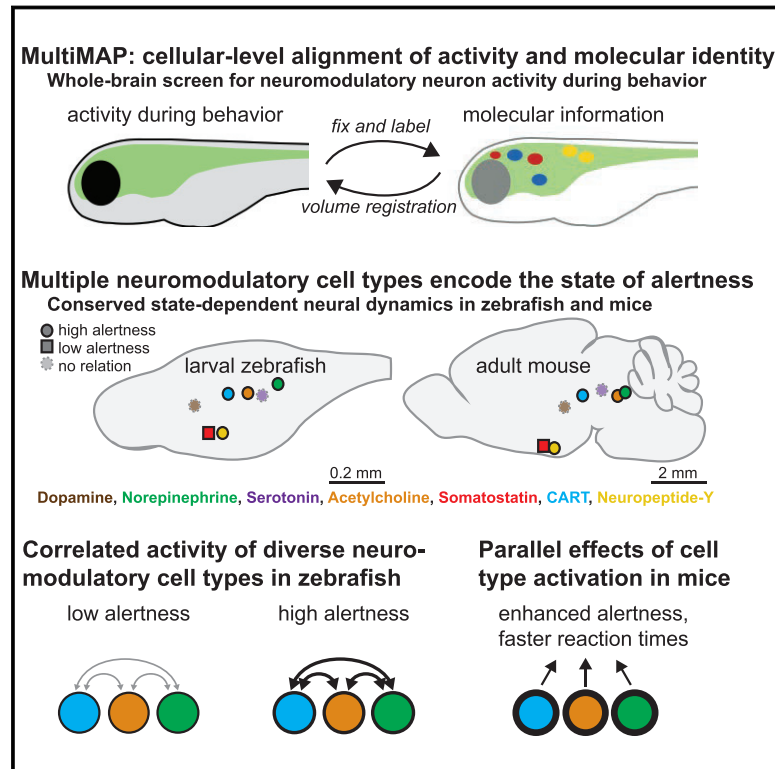 MultiMAP: cellular-level alignment of activity and molecular identity
Whole-brain screen for neuromodulatory neuron activity during behavior
activity during behavior
fix and label
molecular information
volume registration
Multiple neuromodulatory cell types encode the state of alertness
Conserved state-dependent neural dynamics in zebrafish and mice
high alertness
low alertness
no relation
larval zebrafish
adult mouse
0.2 mm
2 mm
Dopamine, Norepinephrine, Serotonin, Acetylcholine, Somatostatin, CART, Neuropeptide-Y
Correlated activity of diverse neuro-
modulatory cell types in zebrafish
low alertness
high alertness
Parallel effects of cell
type activation in mice
enhanced alertness,
faster reaction times